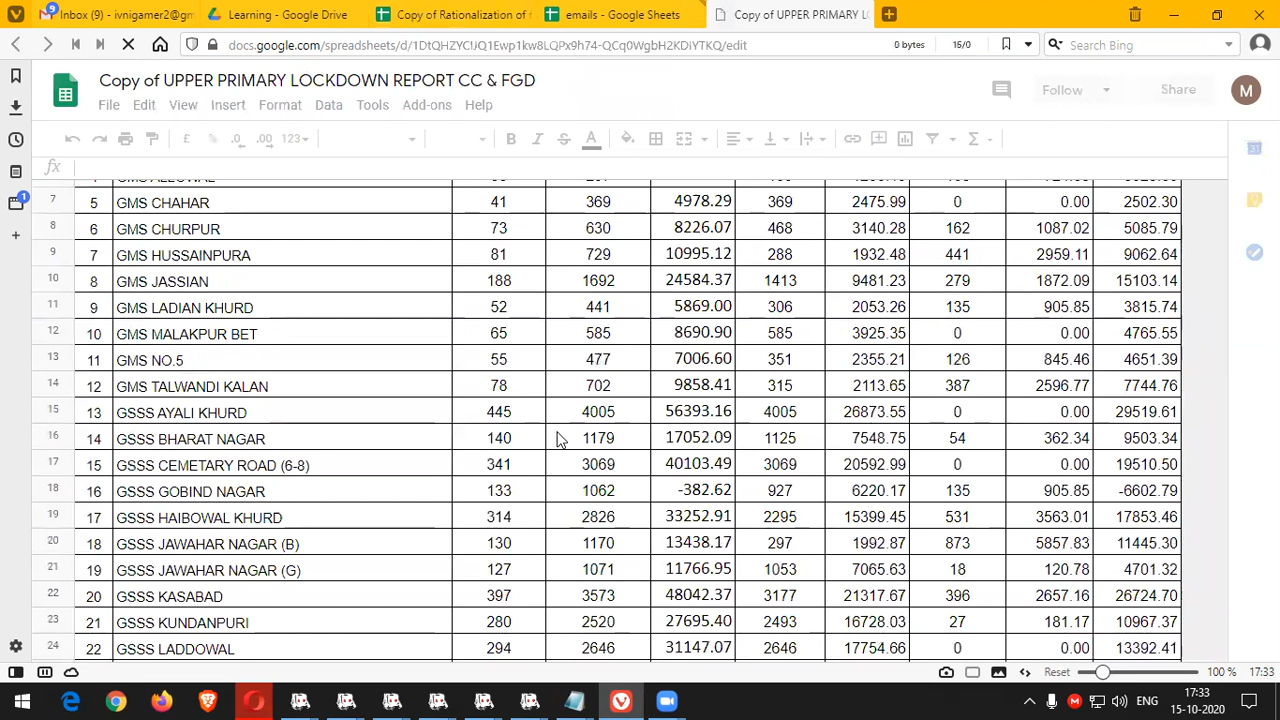 Inbox (9) - ivnigamer2@gm
Learning - Google Drive
Copy of Rationalization of
emails - Google Sheets
Copy of UPPER PRIMARY LO
docs.google.com/spreadsheets/d/1DtQHZYC!JQ1Ewp1kw8LQPx9h74-QCq0WgbH2KDiYTKQ/edit
0 bytes 15/0 Search Bing
Copy of UPPER PRIMARY LOCKDOWN REPORT CC & FGD
File Edit View Insert Format Data Tools Add-ons Help
Follow Share M
£ % .0 .00 123
fx
7 5 GMS CHAHAR 41 369 4978.29 369 2475.99 0 0.00 2502.30
8 6 GMS CHURPUR 73 630 8226.07 468 3140.28 162 1087.02 5085.79
9 7 GMS HUSSAINPURA 81 729 10995.12 288 1932.48 441 2959.11 9062.64
10 8 GMS JASSIAN 188 1692 24584.37 1413 9481.23 279 1872.09 15103.14
11 9 GMS LADIAN KHURD 52 441 5869.00 306 2053.26 135 905.85 3815.74
12 10 GMS MALAKPUR BET 65 585 8690.90 585 3925.35 0 0.00 4765.55
13 11 GMS NO.5 55 477 7006.60 351 2355.21 126 845.46 4651.39
14 12 GMS TALWANDI KALAN 78 702 9858.41 315 2113.65 387 2596.77 7744.76
15 13 GSSS AYALI KHURD 445 4005 56393.16 4005 26873.55 0 0.00 29519.61
16 14 GSSS BHARAT NAGAR 140 1179 17052.09 1125 7548.75 54 362.34 9503.34
17 15 GSSS CEMETARY ROAD (6-8) 341 3069 40103.49 3069 20592.99 0 0.00 19510.50
18 16 GSSS GOBIND NAGAR 133 1062 -382.62 927 6220.17 135 905.85 -6602.79
19 17 GSSS HAIBOWAL KHURD 314 2826 33252.91 2295 15399.45 531 3563.01 17853.46
20 18 GSSS JAWAHAR NAGAR (B) 130 1170 13438.17 297 1992.87 873 5857.83 11445.30
21 19 GSSS JAWAHAR NAGAR (G) 127 1071 11766.95 1053 7065.63 18 120.78 4701.32
22 20 GSSS KASABAD 397 3573 48042.37 3177 21317.67 396 2657.16 26724.70
23 21 GSSS KUNDANPURI 280 2520 27695.40 2493 16728.03 27 181.17 10967.37
24 22 GSSS LADDOWAL 294 2646 31147.07 2646 17754.66 0 0.00 13392.41
Reset 100 % 17:33
ENG 17:33
15-10-2020